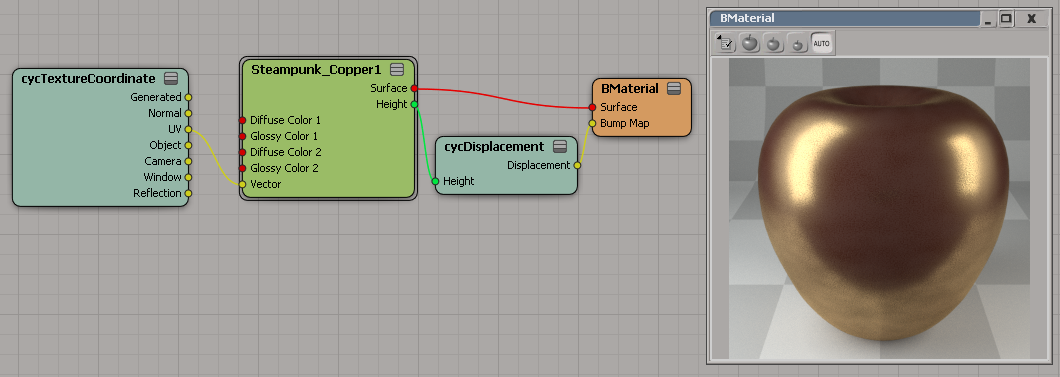 cycTextureCoordinate
Generated
Normal
UV
Object
Camera
Window
Reflection
Steampunk_Copper1
Surface
Height
Diffuse Color 1
Glossy Color 1
Diffuse Color 2
Glossy Color 2
Vector
cycDisplacement
Displacement
Height
BMaterial
Surface
Bump Map
BMaterial
AUTO